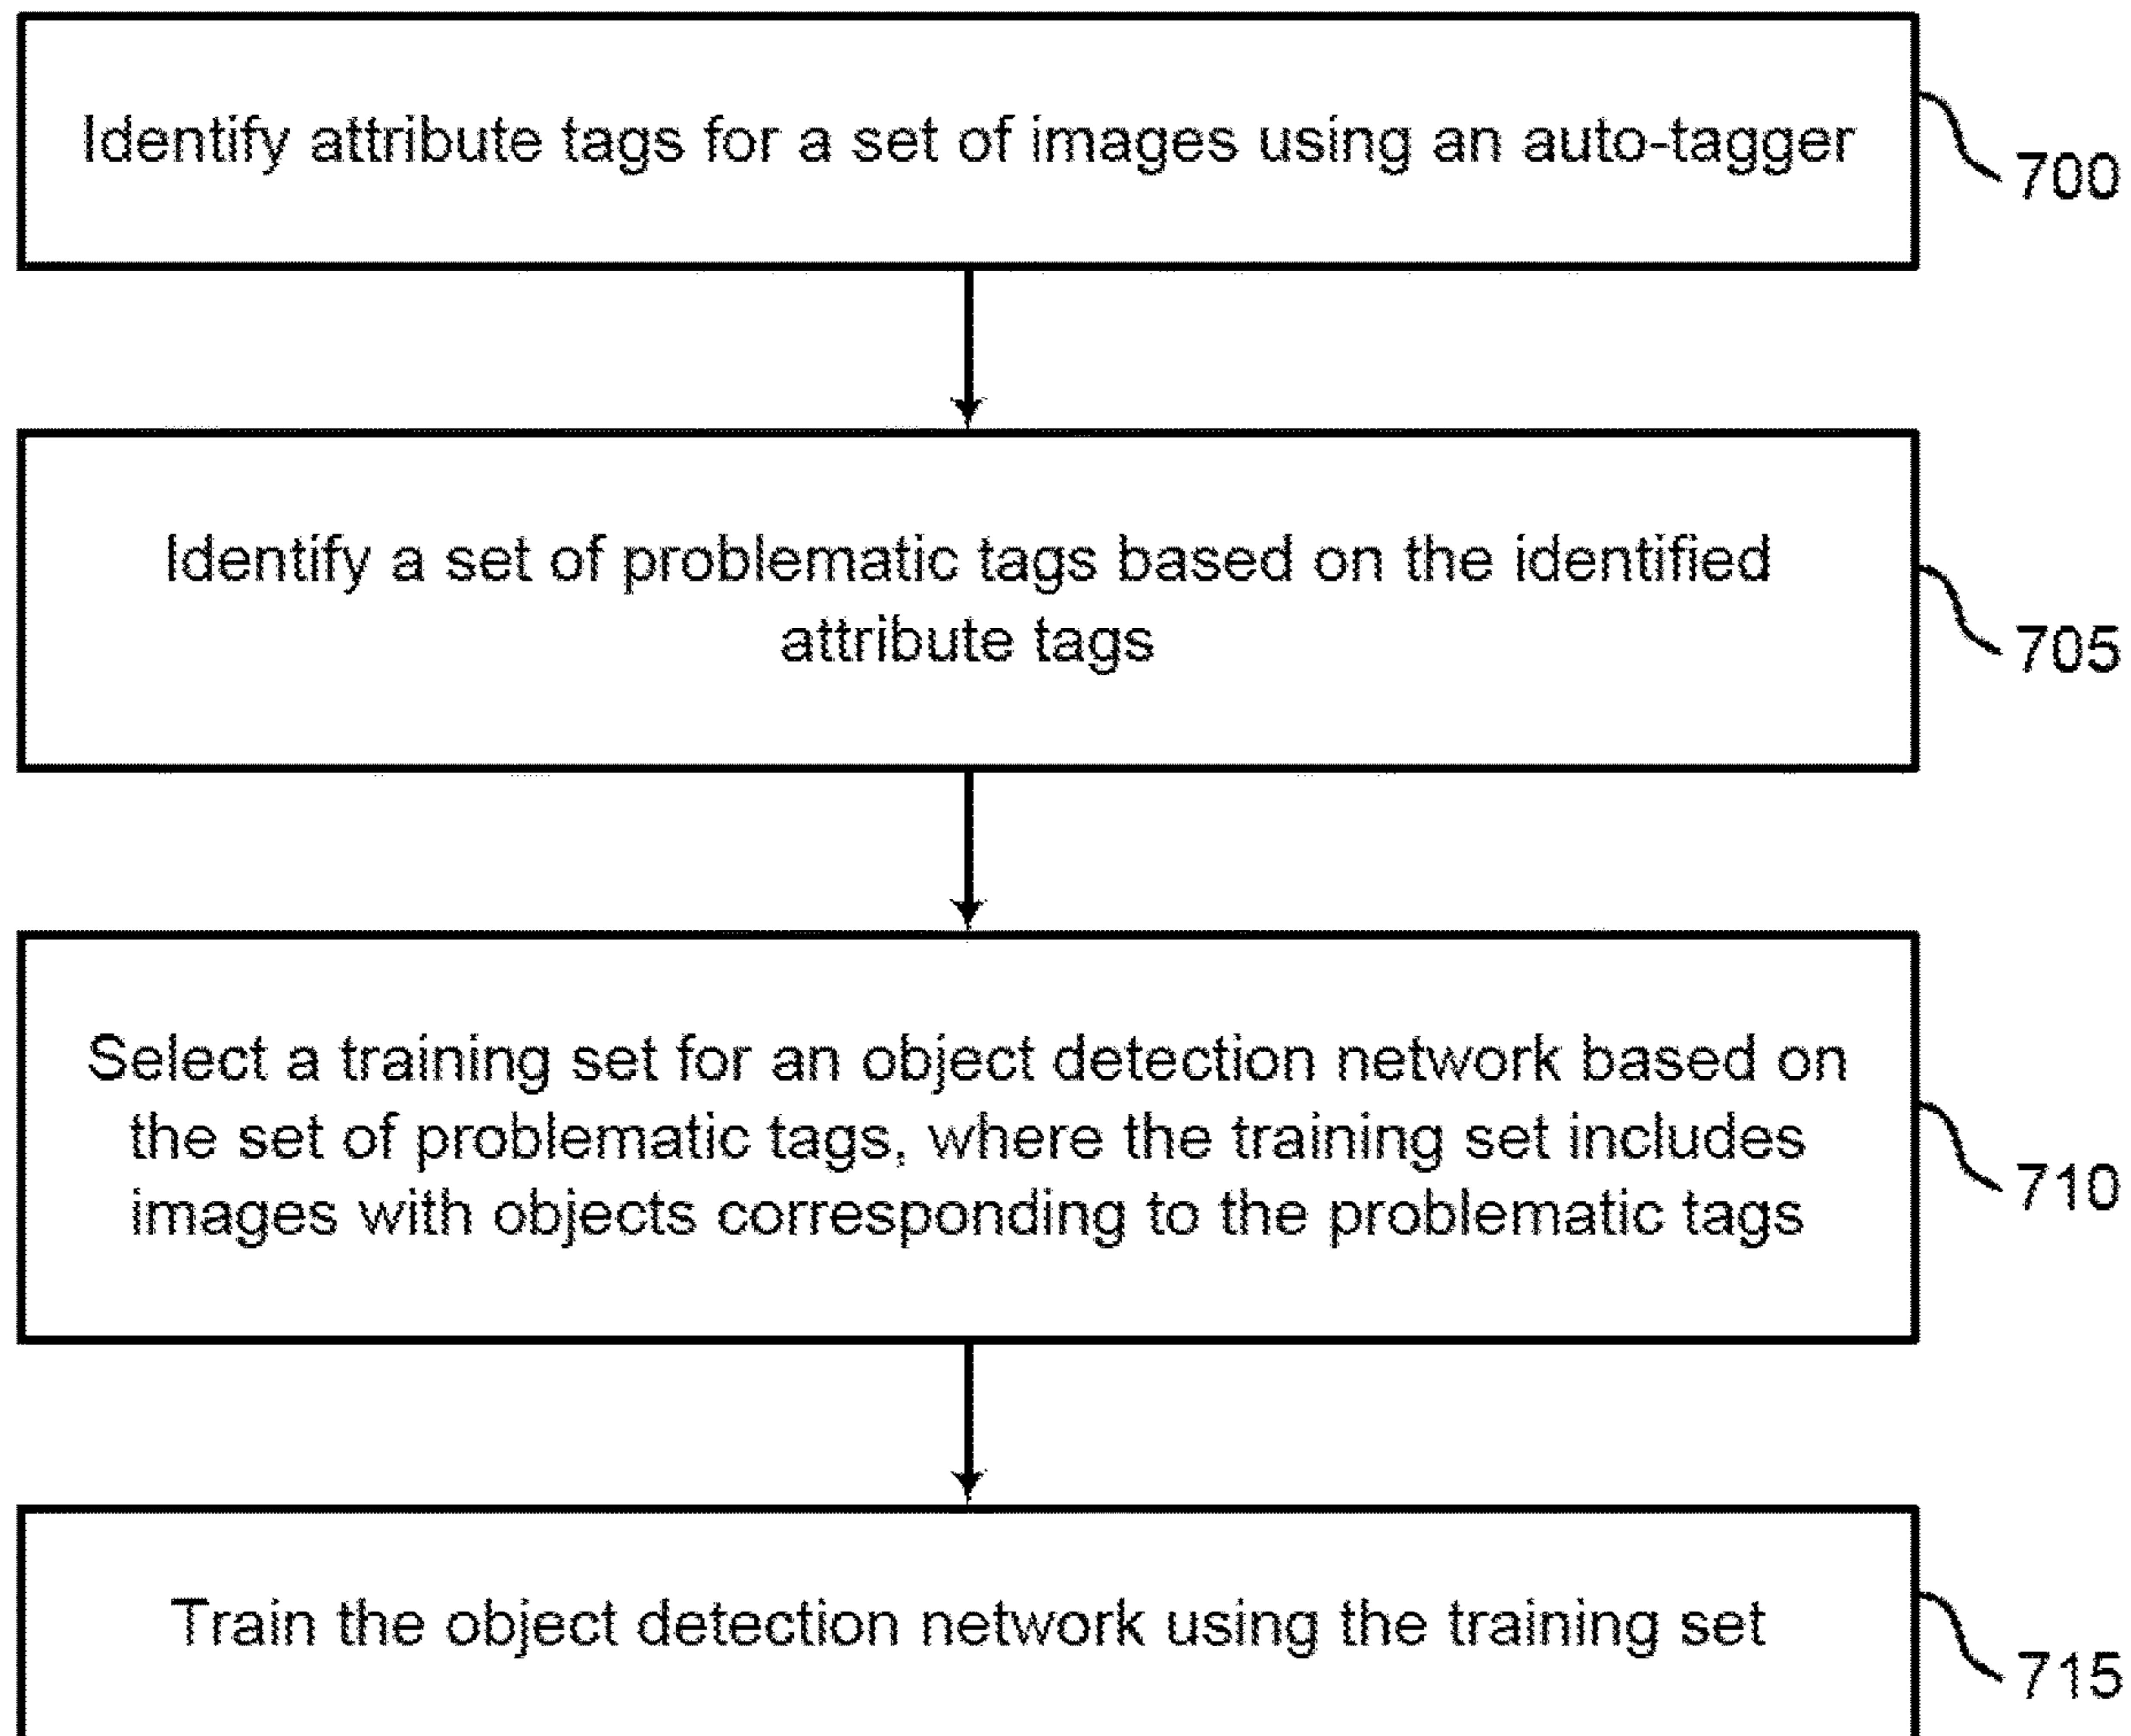 Identify attribute tags for a set of images using an auto-tagger
700
Identify a set of problematic tags based on the identified
attribute tags
705
Select a training set for an object detection network based on
the set of problematic tags, where the training set includes
images with objects corresponding to the problematic tags
710
Train the object detection network using the training set
715